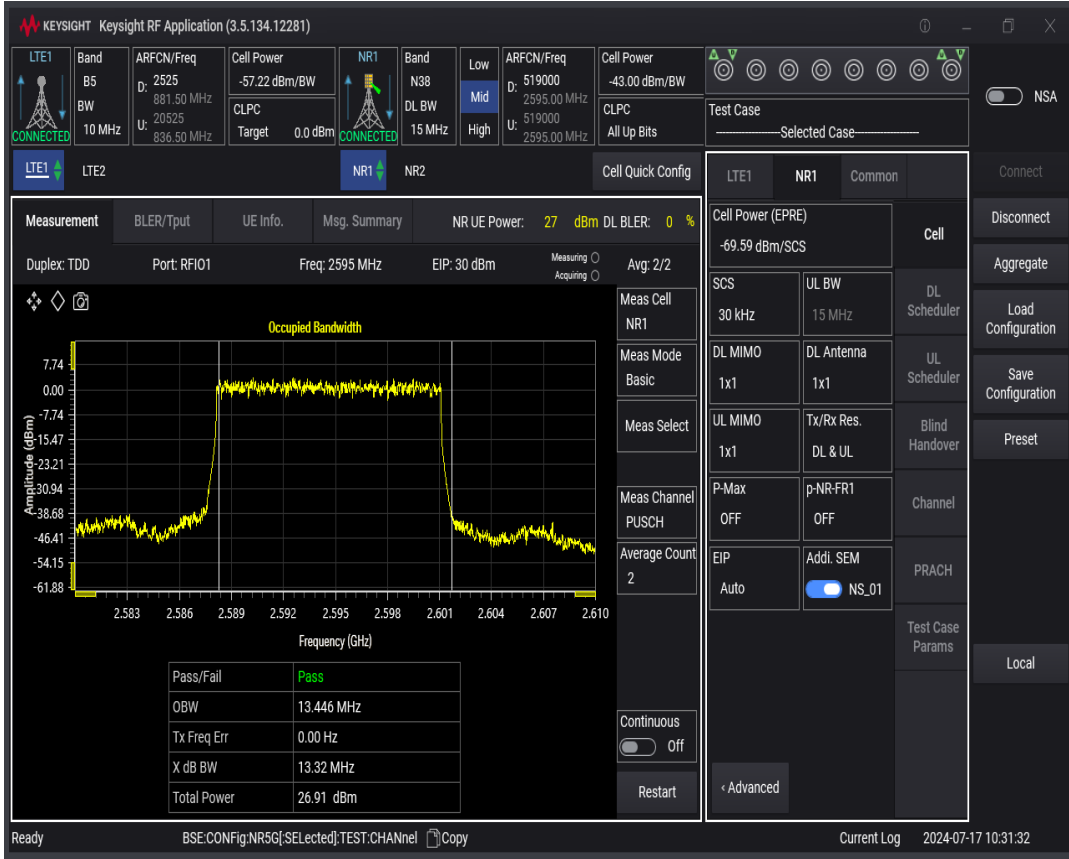 KEYSIGHT Keysight RF Application (3.5.134.12281)
LTE1
CONNECTED
Band
B5
BW
10 MHz
ARFCN/Freq
D: 2525
881.50 MHz
U: 20525
836.50 MHz
Cell Power
-57.22 dBm/BW
CLPC
Target 0.0 dBm
NR1
CONNECTED
Band
N38
DL BW
15 MHz
Low
Mid
High
ARFCN/Freq
D: 519000
2595.00 MHz
U: 519000
2595.00 MHz
Cell Power
-43.00 dBm/BW
CLPC
All Up Bits
A V A V
Test Case
----------------Selected Case----------------
NSA
LTE1 LTE2 NR1 NR2 Cell Quick Config
LTE1 NR1 Common
Connect
Disconnect
Aggregate
Load
Configuration
Save
Configuration
Preset
Local
Measurement BLER/Tput UE Info. Msg. Summary NR UE Power: 27 dBm DL BLER: 0 %
Duplex: TDD Port: RFIO1 Freq: 2595 MHz EIP: 30 dBm Measuring Acquiring Avg: 2/2
Occupied Bandwidth
Amplitude (dBm)
7.74
0.00
-7.74
-15.47
-23.21
-30.94
-38.68
-46.41
-54.15
-61.88
2.583 2.586 2.589 2.592 2.595 2.598 2.601 2.604 2.607 2.610
Frequency (GHz)
Pass/Fail Pass
OBW 13.446 MHz
Tx Freq Err 0.00 Hz
X dB BW 13.32 MHz
Total Power 26.91 dBm
Meas Cell
NR1
Meas Mode
Basic
Meas Select
Meas Channel
PUSCH
Average Count
2
Continuous
Off
Restart
Cell Power (EPRE)
-69.59 dBm/SCS
SCS
30 kHz
UL BW
15 MHz
DL MIMO
1x1
DL Antenna
1x1
UL MIMO
1x1
Tx/Rx Res.
DL & UL
P-Max
OFF
p-NR-FR1
OFF
EIP
Auto
Addi. SEM
NS_01
‹ Advanced
Cell
DL
Scheduler
UL
Scheduler
Blind
Handover
Channel
PRACH
Test Case
Params
Ready BSE:CONFig:NR5G[:SELected]:TEST:CHANnel Copy Current Log 2024-07-17 10:31:32